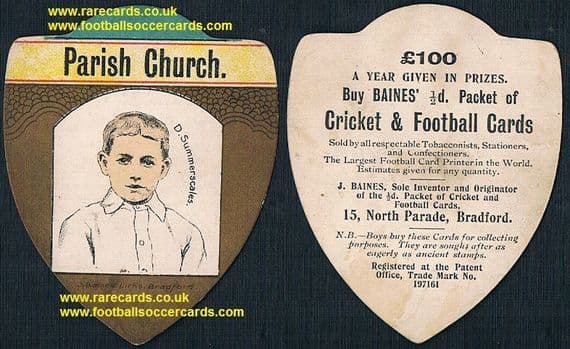 www.rarecards.co.uk
www.footballsoccercards.com
Parish Church.
D. Summerscales
J. Baines, Litho, Bradford.
www.rarecards.co.uk
www.footballsoccercards.com
£100
A YEAR GIVEN IN PRIZES.
Buy BAINES' ½d. Packet of
Cricket & Football Cards
Sold by all respectable Tobacconists, Stationers,
and Confectioners.
The Largest Football Card Printer in the World.
Estimates given for any quantity.
J. BAINES, Sole Inventor and Originator
of the ½d. Packet of Cricket and
Football Cards.
15, North Parade, Bradford.
N.B.—Boys buy these Cards for collecting
purposes. They are sought after as
eagerly as ancient stamps.
Registered at the Patent
Office, Trade Mark No.
197161